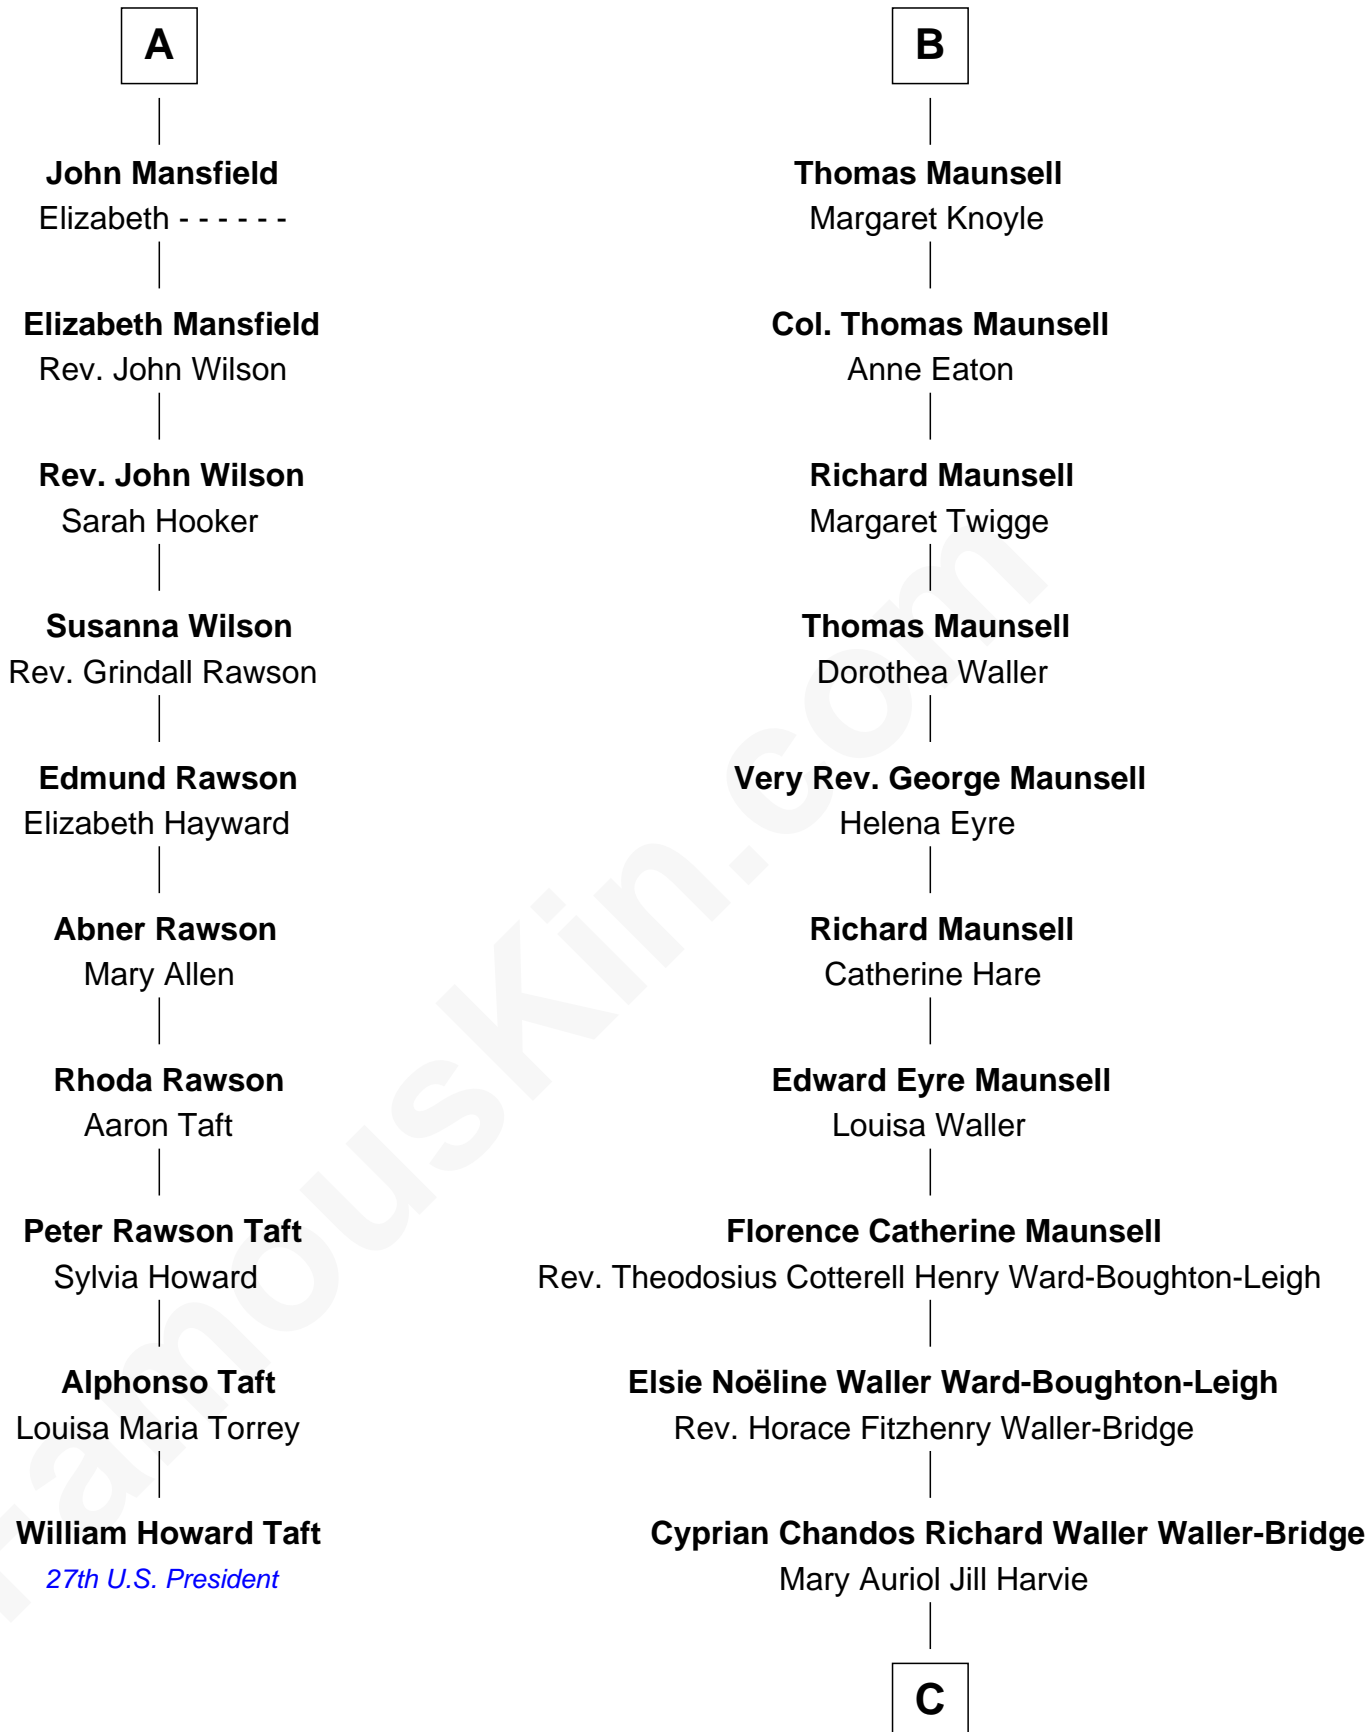 A
John Mansfield
Elizabeth - - - - - -
Elizabeth Mansfield
Rev. John Wilson
Rev. John Wilson
Sarah Hooker
Susanna Wilson
Rev. Grindall Rawson
Edmund Rawson
Elizabeth Hayward
Abner Rawson
Mary Allen
Rhoda Rawson
Aaron Taft
Peter Rawson Taft
Sylvia Howard
Alphonso Taft
Louisa Maria Torrey
William Howard Taft
27th U.S. President
B
Thomas Maunsell
Margaret Knoyle
Col. Thomas Maunsell
Anne Eaton
Richard Maunsell
Margaret Twigge
Thomas Maunsell
Dorothea Waller
Very Rev. George Maunsell
Helena Eyre
Richard Maunsell
Catherine Hare
Edward Eyre Maunsell
Louisa Waller
Florence Catherine Maunsell
Rev. Theodosius Cotterell Henry Ward-Boughton-Leigh
Elsie Noëline Waller Ward-Boughton-Leigh
Rev. Horace Fitzhenry Waller-Bridge
Cyprian Chandos Richard Waller Waller-Bridge
Mary Auriol Jill Harvie
C
FamousKin.com